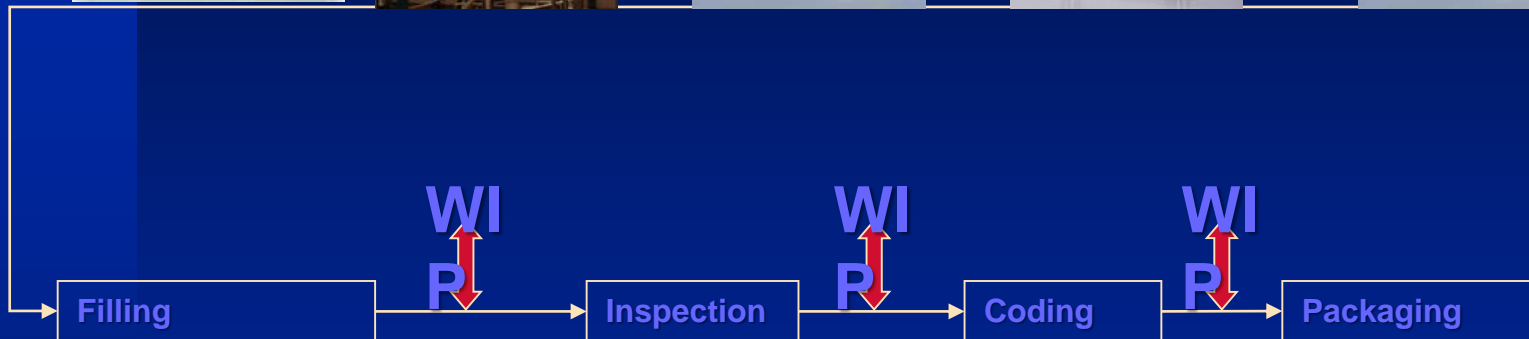 WI
P
WI
P
WI
P
Filling
Inspection
Coding
Packaging